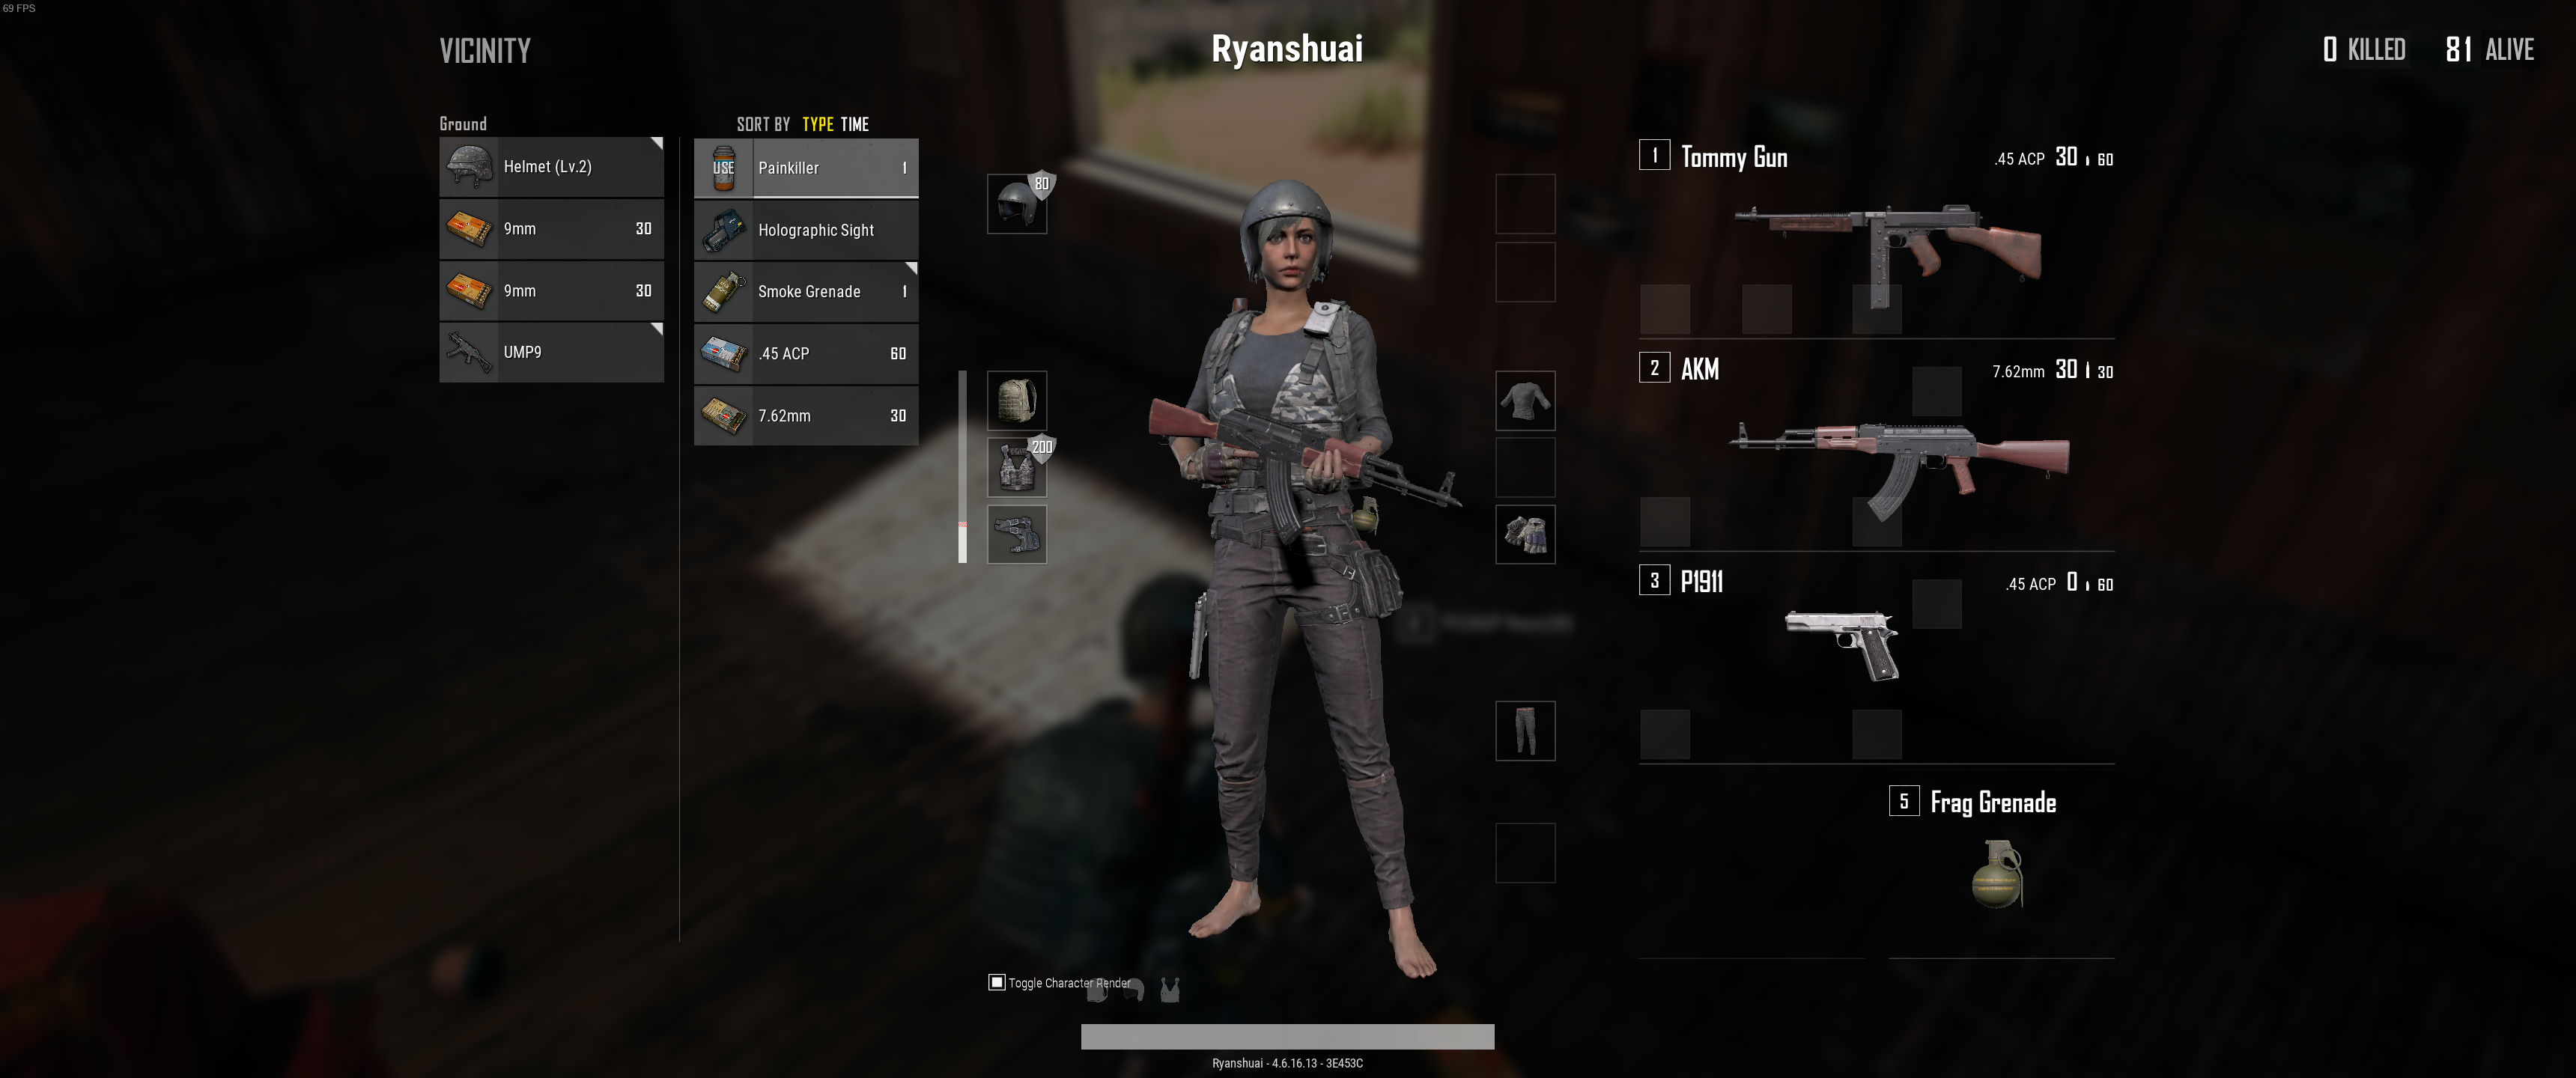 69 FPS
VICINITY
Ryanshuai
0 KILLED 81 ALIVE
Ground
SORT BY TYPE TIME
Helmet (Lv.2)
9mm 30
9mm 30
UMP9
USE Painkiller 1
Holographic Sight
Smoke Grenade 1
.45 ACP 60
7.62mm 30
80
200
1 Tommy Gun .45 ACP 30 60
2 AKM 7.62mm 30 30
3 P1911 .45 ACP 0 60
5 Frag Grenade
Toggle Character Render
Ryanshuai - 4.6.16.13 - 3E453C